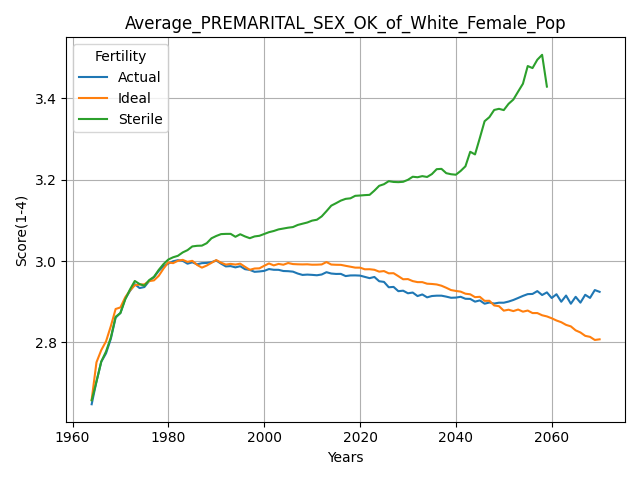 Average_PREMARITAL_SEX_OK_of_White_Female_Pop
Fertility
Actual
Ideal
Sterile
Score(1-4)
3.4
3.2
3.0
2.8
1960 1980 2000 2020 2040 2060
Years